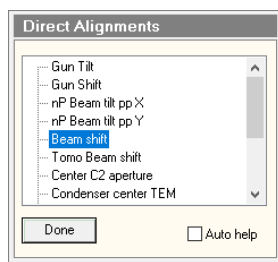 Direct Alignments
Gun Tilt
Gun Shift
nP Beam tilt pp X
nP Beam tilt pp Y
Beam shift
Tomo Beam shift
Center C2 aperture
Condenser center TEM
Done
Auto help